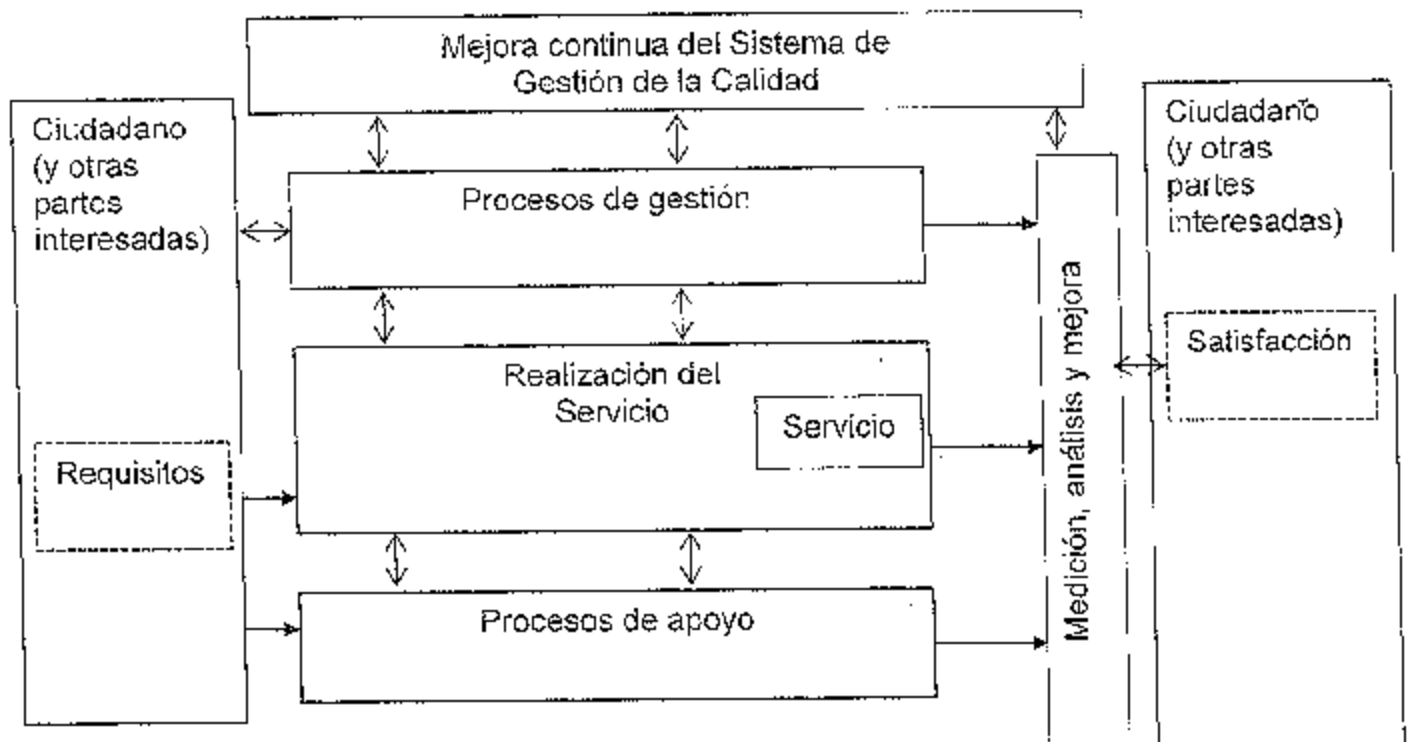 Mejora continua del Sistema de
Gestión de la Calidad
Ciudadano
(y otras
partes
interesadas)
Requisitos
Procesos de gestión
Realización del
Servicio
Servicio
Procesos de apoyo
Medición, análisis y mejora
Ciudadano
(y otras
partes
interesadas)
Satisfacción